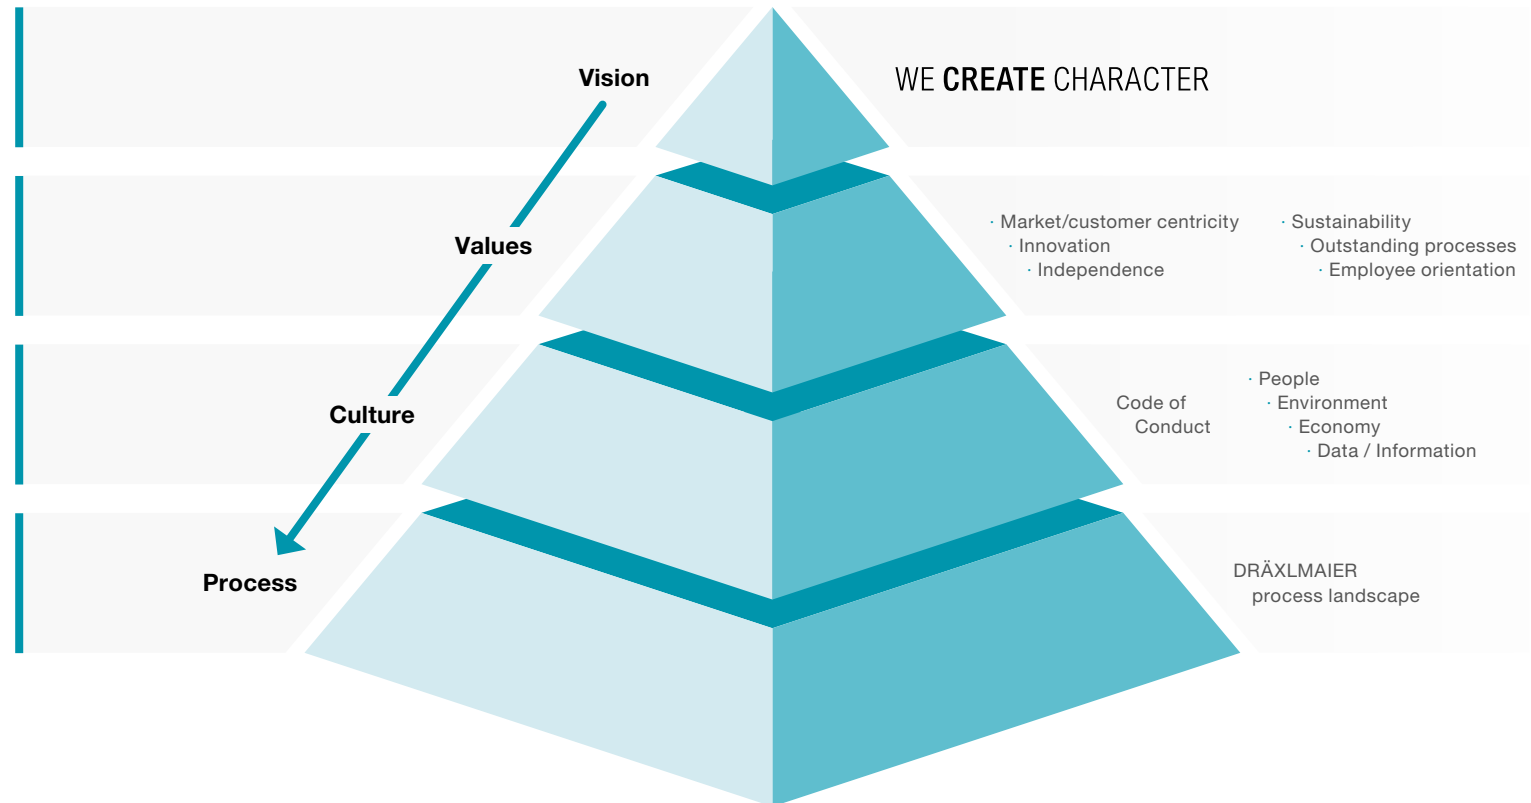 Vision
WE CREATE CHARACTER
Values
· Market/customer centricity
· Innovation
· Independence
· Sustainability
· Outstanding processes
· Employee orientation
Culture
Code of
Conduct
· People
· Environment
· Economy
· Data / Information
Process
DRÄXLMAIER
process landscape